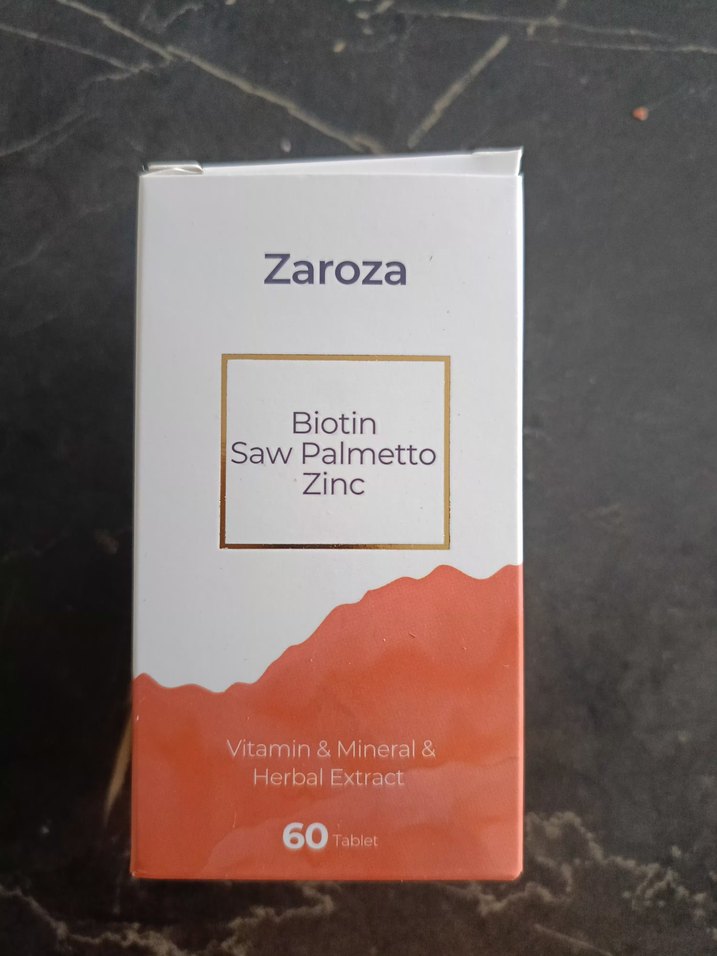 Zaroza
Biotin
Saw Palmetto
Zinc
Vitamin & Mineral &
Herbal Extract
60 Tablet